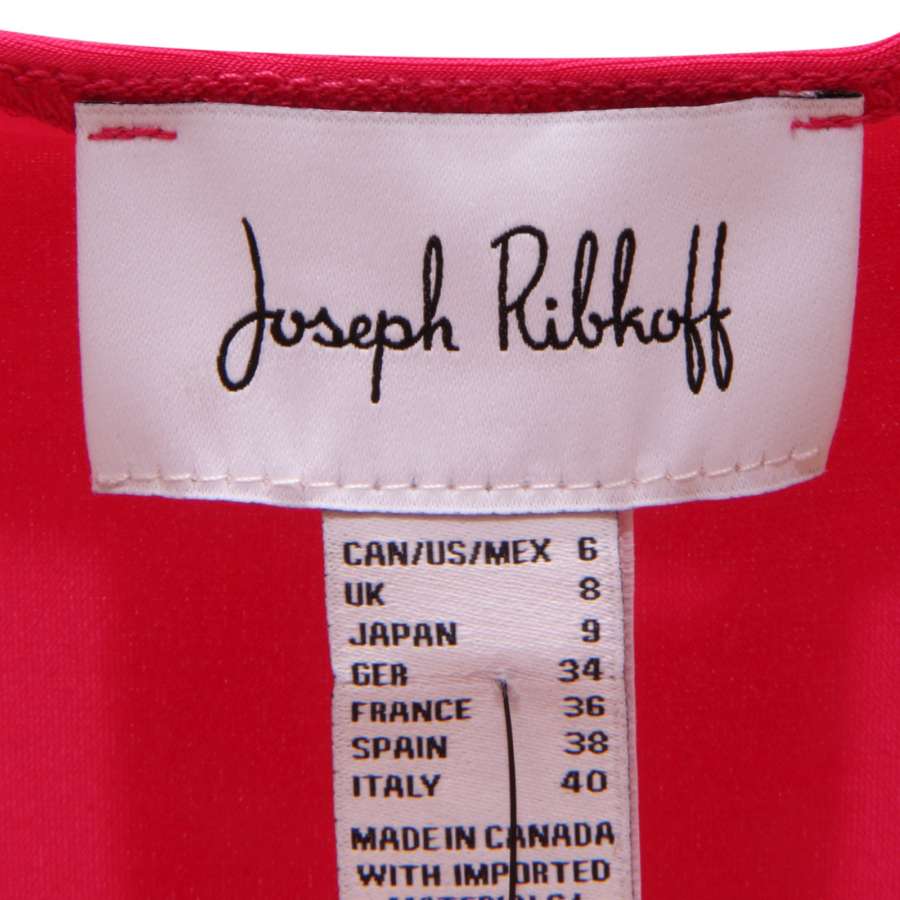 Joseph Ribkoff
CAN/US/MEX 6
UK 8
JAPAN 9
GER 34
FRANCE 36
SPAIN 38
ITALY 40
MADE IN CANADA
WITH IMPORTED